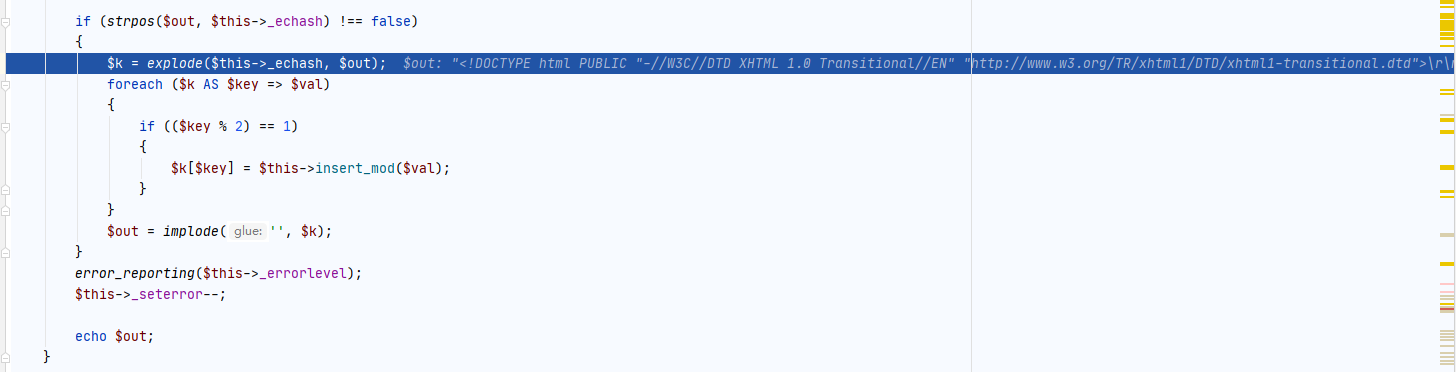 if (strpos($out, $this->_echash) !== false)
{
$k = explode($this->_echash, $out); $out: "<!DOCTYPE html PUBLIC "-//W3C//DTD XHTML 1.0 Transitional//EN" "http://www.w3.org/TR/xhtml1/DTD/xhtml1-transitional.dtd">\r\n
foreach ($k AS $key => $val)
{
if (($key % 2) == 1)
{
$k[$key] = $this->insert_mod($val);
}
}
$out = implode( glue: '', $k);
}
error_reporting($this->_errorlevel);
$this->_seterror--;
echo $out;
}